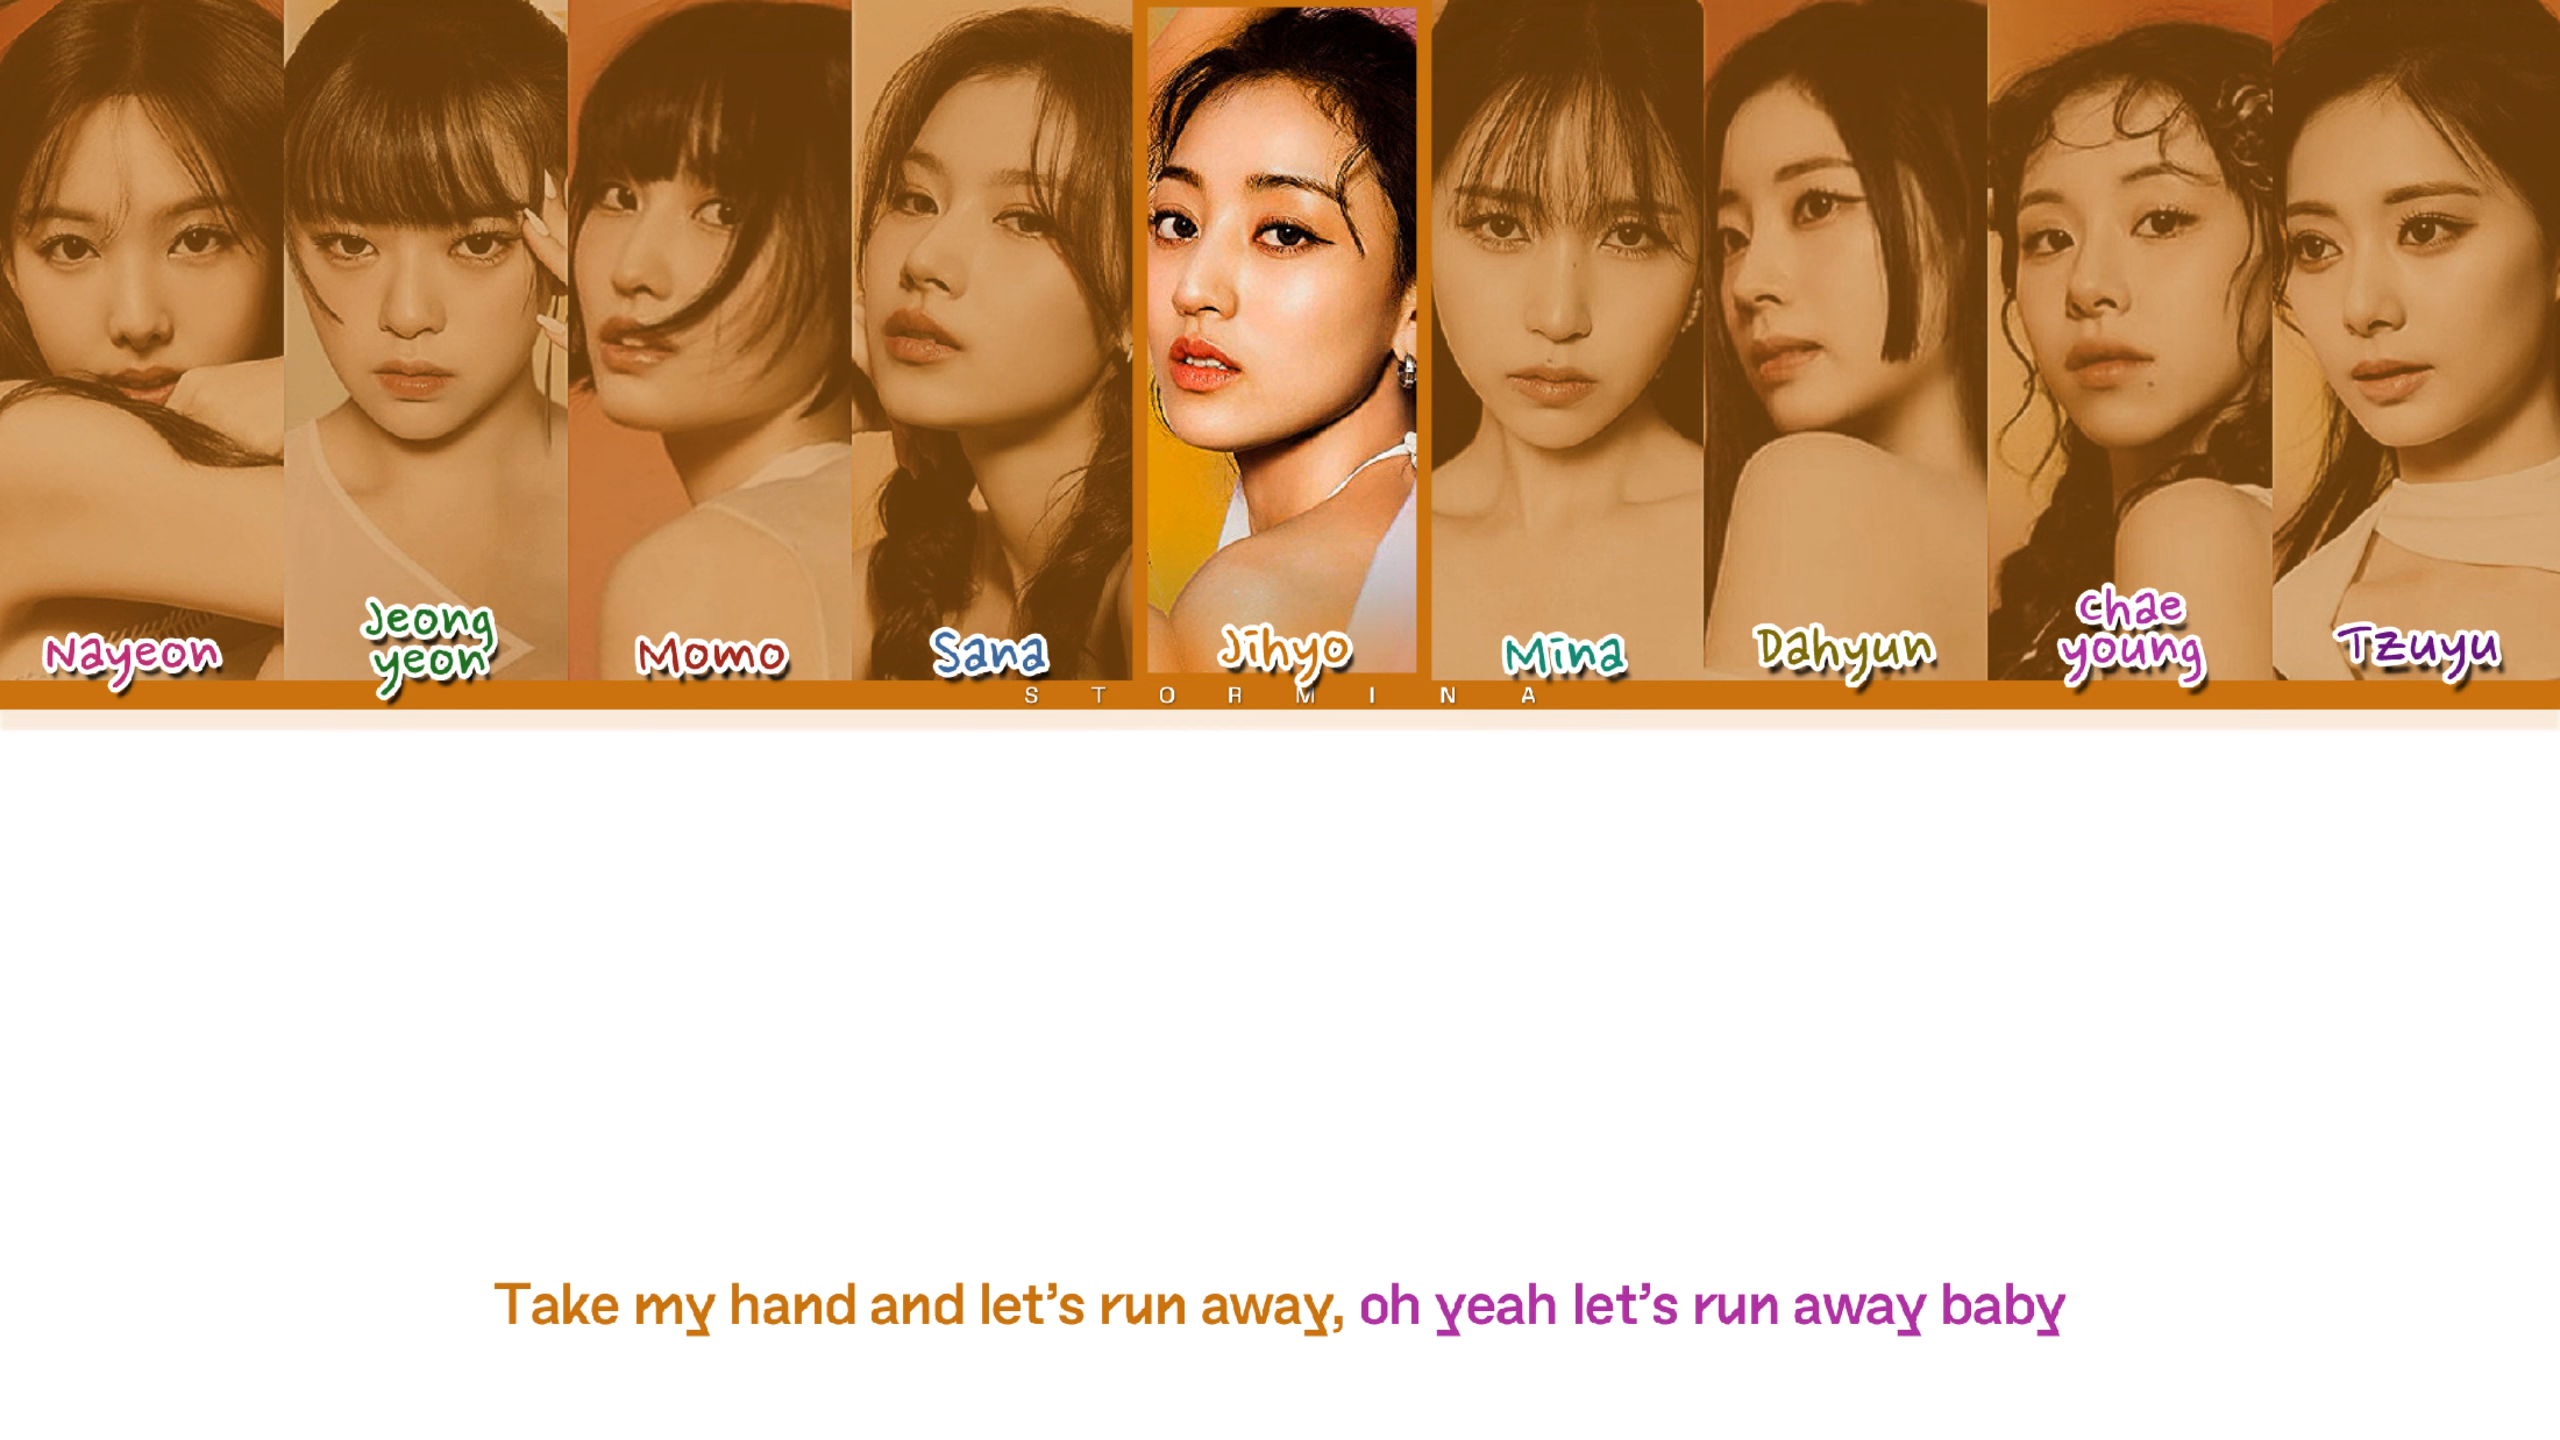 Nayeon
Jeong
yeon
Momo
Sana
Jihyo
Mina
Dahyun
Chae
young
Tzuyu
STORMINA
Take my hand and let's run away, oh yeah let's run away baby